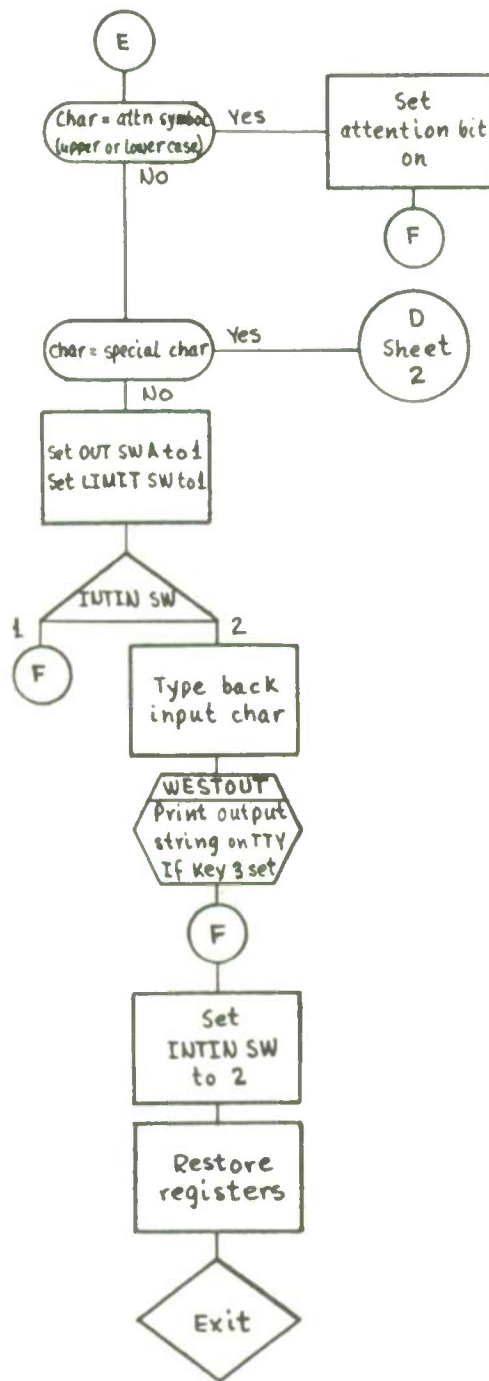 E
Char = attn symbol
(upper or lower case)
Yes
Set
attention bit
on
No
F
Char = special char
Yes
D
Sheet
2
No
Set OUT SW A to 1
Set LIMIT SW to 1
INTIN SW
1
2
F
Type back
input char
WESTOUT
Print output
string on TTY
If Key 3 set
F
Set
INTIN SW
to 2
Restore
registers
Exit